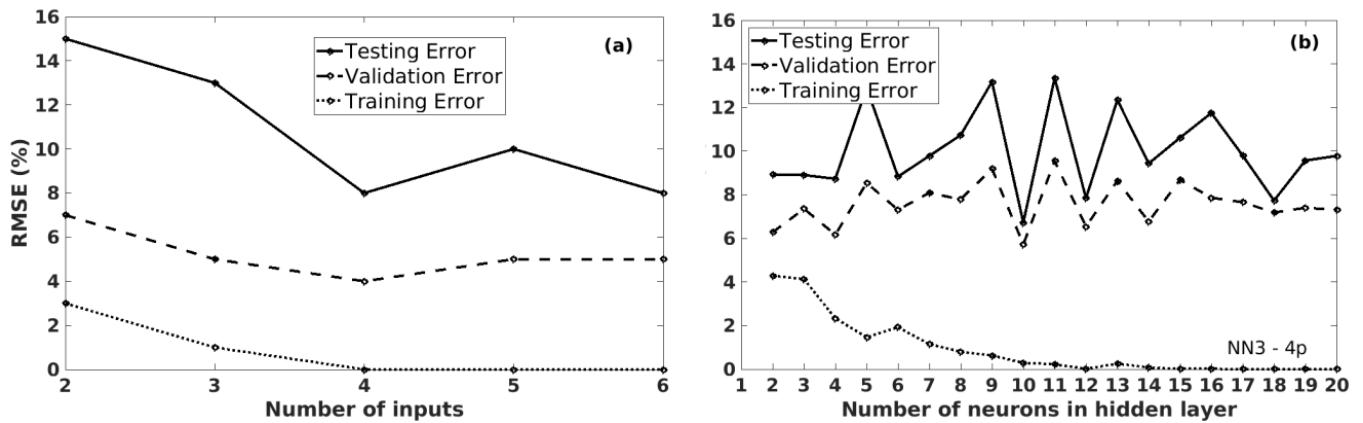 16
14
12
10
8
6
4
2
0
RMSE (%)
(a)
Testing Error
Validation Error
Training Error
2 3 4 5 6
Number of inputs
16
14
12
10
8
6
4
2
0
(b)
Testing Error
Validation Error
Training Error
NN3 - 4p
1 2 3 4 5 6 7 8 9 10 11 12 13 14 15 16 17 18 19 20
Number of neurons in hidden layer